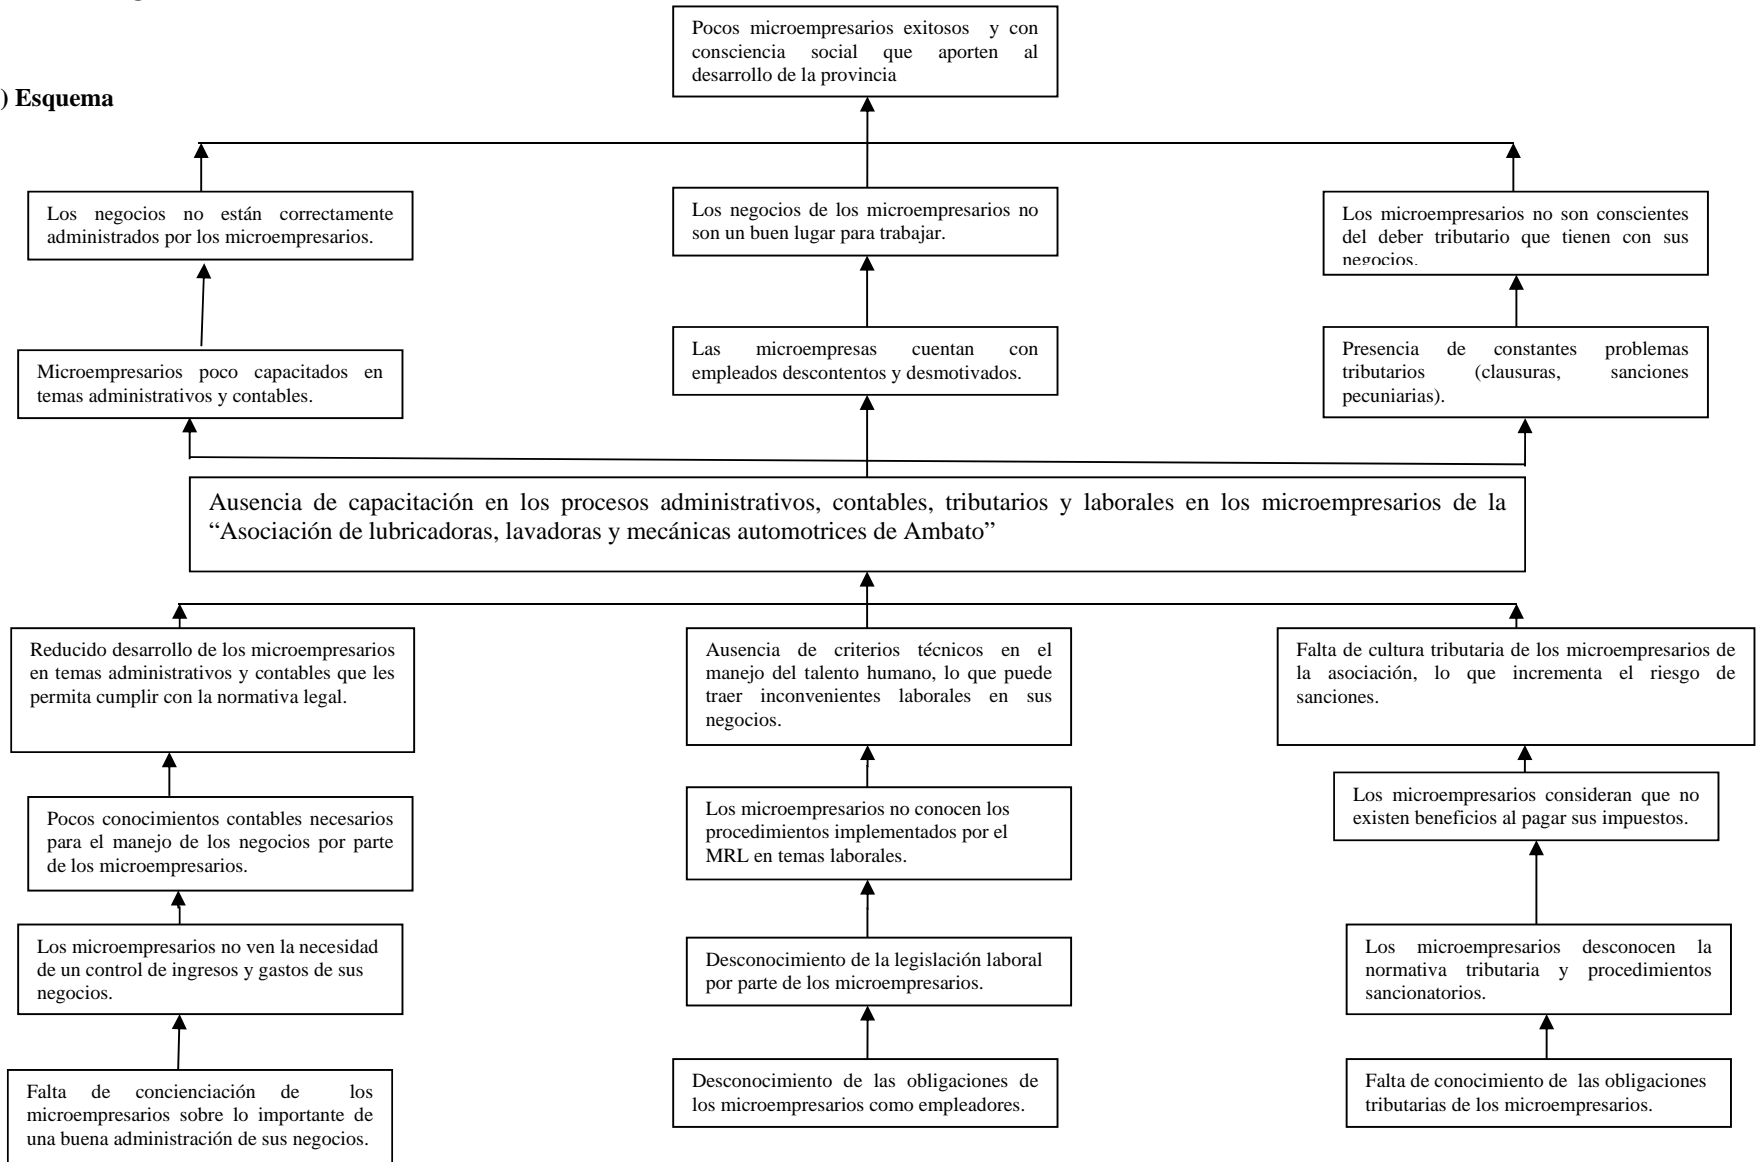 Pocos microempresarios exitosos y con
consciencia social que aporten al
desarrollo de la provincia
) Esquema
Los negocios no están correctamente
administrados por los microempresarios.
Los negocios de los microempresarios no
son un buen lugar para trabajar.
Los microempresarios no son conscientes
del deber tributario que tienen con sus
negocios.
Microempresarios poco capacitados en
temas administrativos y contables.
Las microempresas cuentan con
empleados descontentos y desmotivados.
Presencia de constantes problemas
tributarios (clausuras, sanciones
pecuniarias).
Ausencia de capacitación en los procesos administrativos, contables, tributarios y laborales en los microempresarios de la
“Asociación de lubricadoras, lavadoras y mecánicas automotrices de Ambato”
Reducido desarrollo de los microempresarios
en temas administrativos y contables que les
permita cumplir con la normativa legal.
Ausencia de criterios técnicos en el
manejo del talento humano, lo que puede
traer inconvenientes laborales en sus
negocios.
Falta de cultura tributaria de los microempresarios de
la asociación, lo que incrementa el riesgo de
sanciones.
Pocos conocimientos contables necesarios
para el manejo de los negocios por parte
de los microempresarios.
Los microempresarios no conocen los
procedimientos implementados por el
MRL en temas laborales.
Los microempresarios consideran que no
existen beneficios al pagar sus impuestos.
Los microempresarios no ven la necesidad
de un control de ingresos y gastos de sus
negocios.
Desconocimiento de la legislación laboral
por parte de los microempresarios.
Los microempresarios desconocen la
normativa tributaria y procedimientos
sancionatorios.
Falta de concienciación de los
microempresarios sobre lo importante de
una buena administración de sus negocios.
Desconocimiento de las obligaciones de
los microempresarios como empleadores.
Falta de conocimiento de las obligaciones
tributarias de los microempresarios.